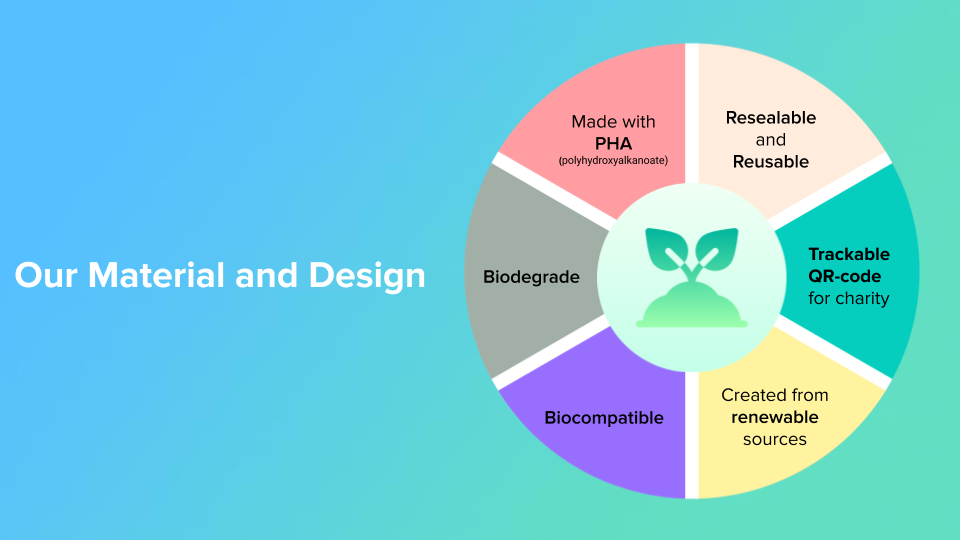 Our Material and Design
Made with
PHA
(polyhydroxyalkanoate)
Resealable
and
Reusable
Trackable
QR-code
for charity
Created from
renewable
sources
Biocompatible
Biodegrade